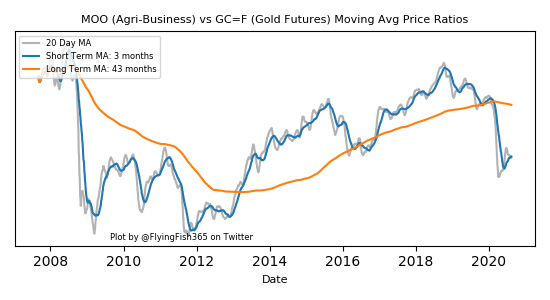 MOO (Agri-Business) vs GC=F (Gold Futures) Moving Avg Price Ratios
20 Day MA
Short Term MA: 3 months
Long Term MA: 43 months
Plot by @FlyingFish365 on Twitter
2008 2010 2012 2014 2016 2018 2020
Date